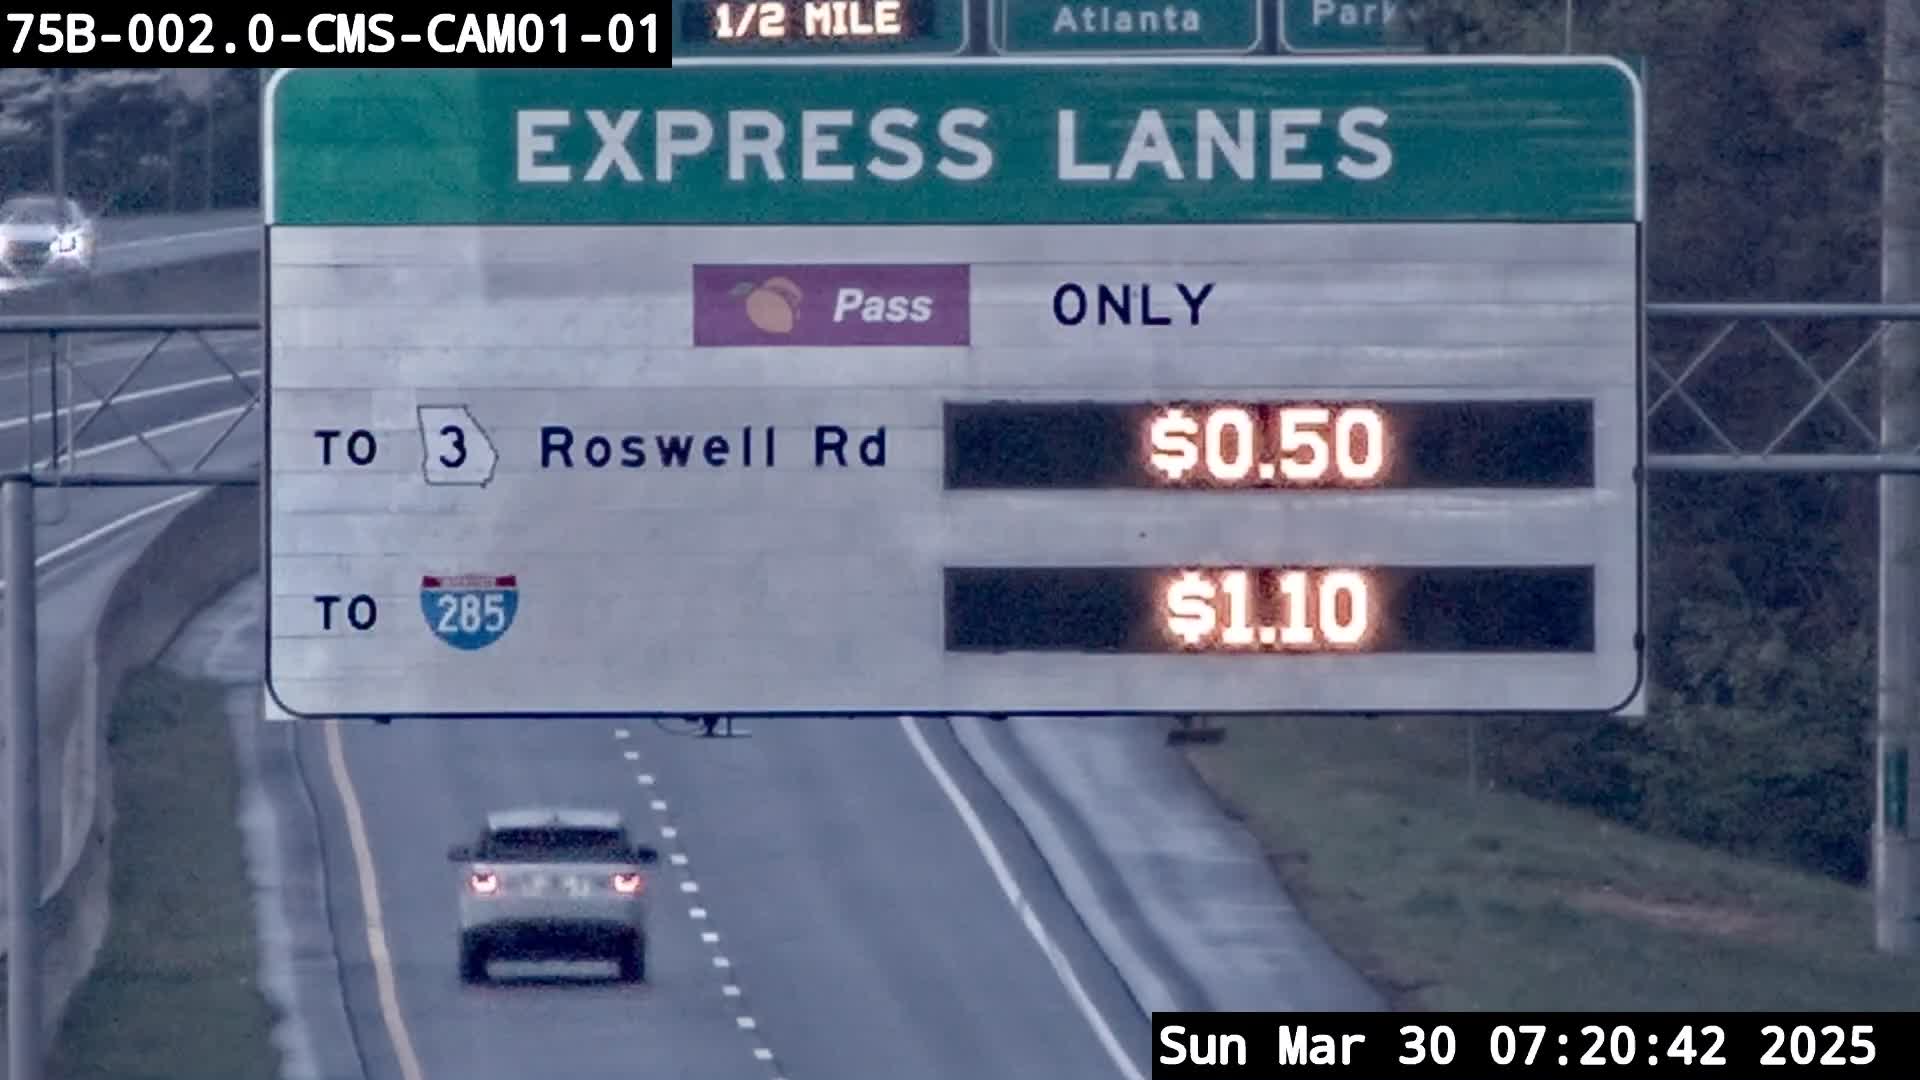 75B-002.0-CMS-CAM01-01
1/2 MILE
Atlanta
Park
EXPRESS LANES
Pass ONLY
TO 3 Roswell Rd $0.50
TO 285 $1.10
Sun Mar 30 07:20:42 2025